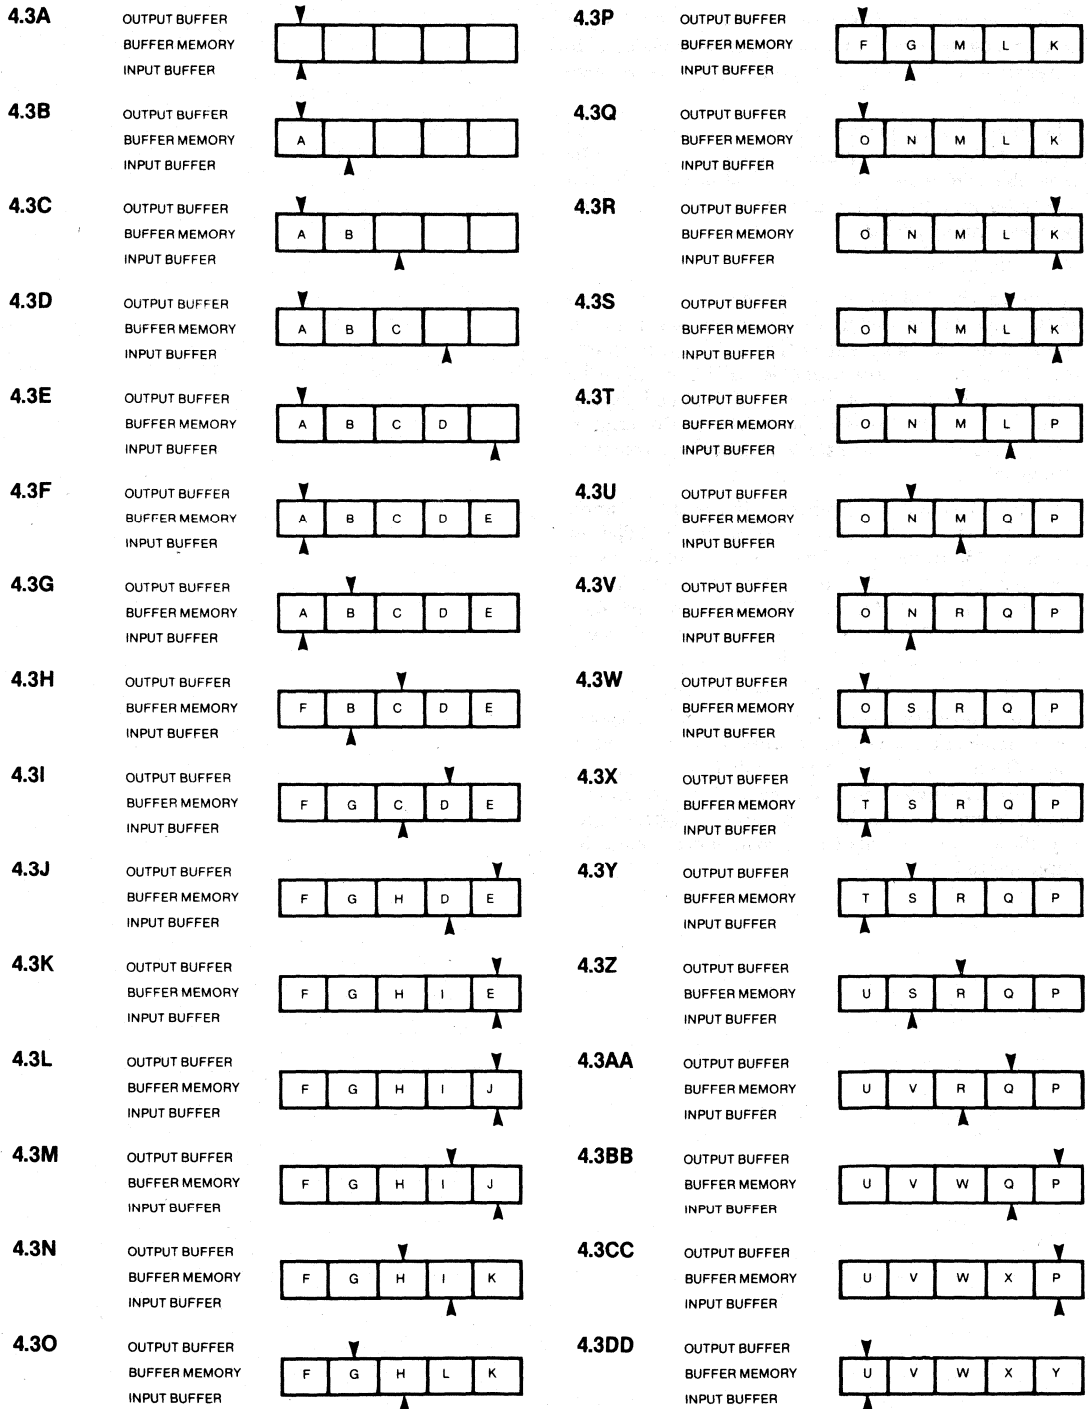 4.3A
OUTPUT BUFFER
BUFFER MEMORY
INPUT BUFFER
4.3B
OUTPUT BUFFER
BUFFER MEMORY A
INPUT BUFFER
4.3C
OUTPUT BUFFER
BUFFER MEMORY A B
INPUT BUFFER
4.3D
OUTPUT BUFFER
BUFFER MEMORY A B C
INPUT BUFFER
4.3E
OUTPUT BUFFER
BUFFER MEMORY A B C D
INPUT BUFFER
4.3F
OUTPUT BUFFER
BUFFER MEMORY A B C D E
INPUT BUFFER
4.3G
OUTPUT BUFFER
BUFFER MEMORY A B C D E
INPUT BUFFER
4.3H
OUTPUT BUFFER
BUFFER MEMORY F B C D E
INPUT BUFFER
4.3I
OUTPUT BUFFER
BUFFER MEMORY F G C D E
INPUT BUFFER
4.3J
OUTPUT BUFFER
BUFFER MEMORY F G H D E
INPUT BUFFER
4.3K
OUTPUT BUFFER
BUFFER MEMORY F G H I E
INPUT BUFFER
4.3L
OUTPUT BUFFER
BUFFER MEMORY F G H I J
INPUT BUFFER
4.3M
OUTPUT BUFFER
BUFFER MEMORY F G H I J
INPUT BUFFER
4.3N
OUTPUT BUFFER
BUFFER MEMORY F G H I K
INPUT BUFFER
4.3O
OUTPUT BUFFER
BUFFER MEMORY F G H L K
INPUT BUFFER
4.3P
OUTPUT BUFFER
BUFFER MEMORY F G M L K
INPUT BUFFER
4.3Q
OUTPUT BUFFER
BUFFER MEMORY O N M L K
INPUT BUFFER
4.3R
OUTPUT BUFFER
BUFFER MEMORY O N M L K
INPUT BUFFER
4.3S
OUTPUT BUFFER
BUFFER MEMORY O N M L K
INPUT BUFFER
4.3T
OUTPUT BUFFER
BUFFER MEMORY O N M L P
INPUT BUFFER
4.3U
OUTPUT BUFFER
BUFFER MEMORY O N M Q P
INPUT BUFFER
4.3V
OUTPUT BUFFER
BUFFER MEMORY O N R Q P
INPUT BUFFER
4.3W
OUTPUT BUFFER
BUFFER MEMORY O S R Q P
INPUT BUFFER
4.3X
OUTPUT BUFFER
BUFFER MEMORY T S R Q P
INPUT BUFFER
4.3Y
OUTPUT BUFFER
BUFFER MEMORY T S R Q P
INPUT BUFFER
4.3Z
OUTPUT BUFFER
BUFFER MEMORY U S R Q P
INPUT BUFFER
4.3AA
OUTPUT BUFFER
BUFFER MEMORY U V R Q P
INPUT BUFFER
4.3BB
OUTPUT BUFFER
BUFFER MEMORY U V W Q P
INPUT BUFFER
4.3CC
OUTPUT BUFFER
BUFFER MEMORY U V W X P
INPUT BUFFER
4.3DD
OUTPUT BUFFER
BUFFER MEMORY U V W X Y
INPUT BUFFER